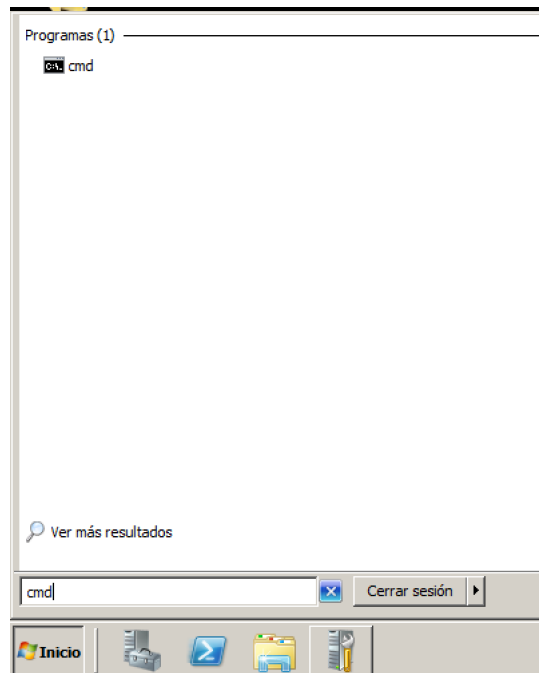 Programas (1)
cmd
Ver más resultados
cmd
Cerrar sesión
Inicio